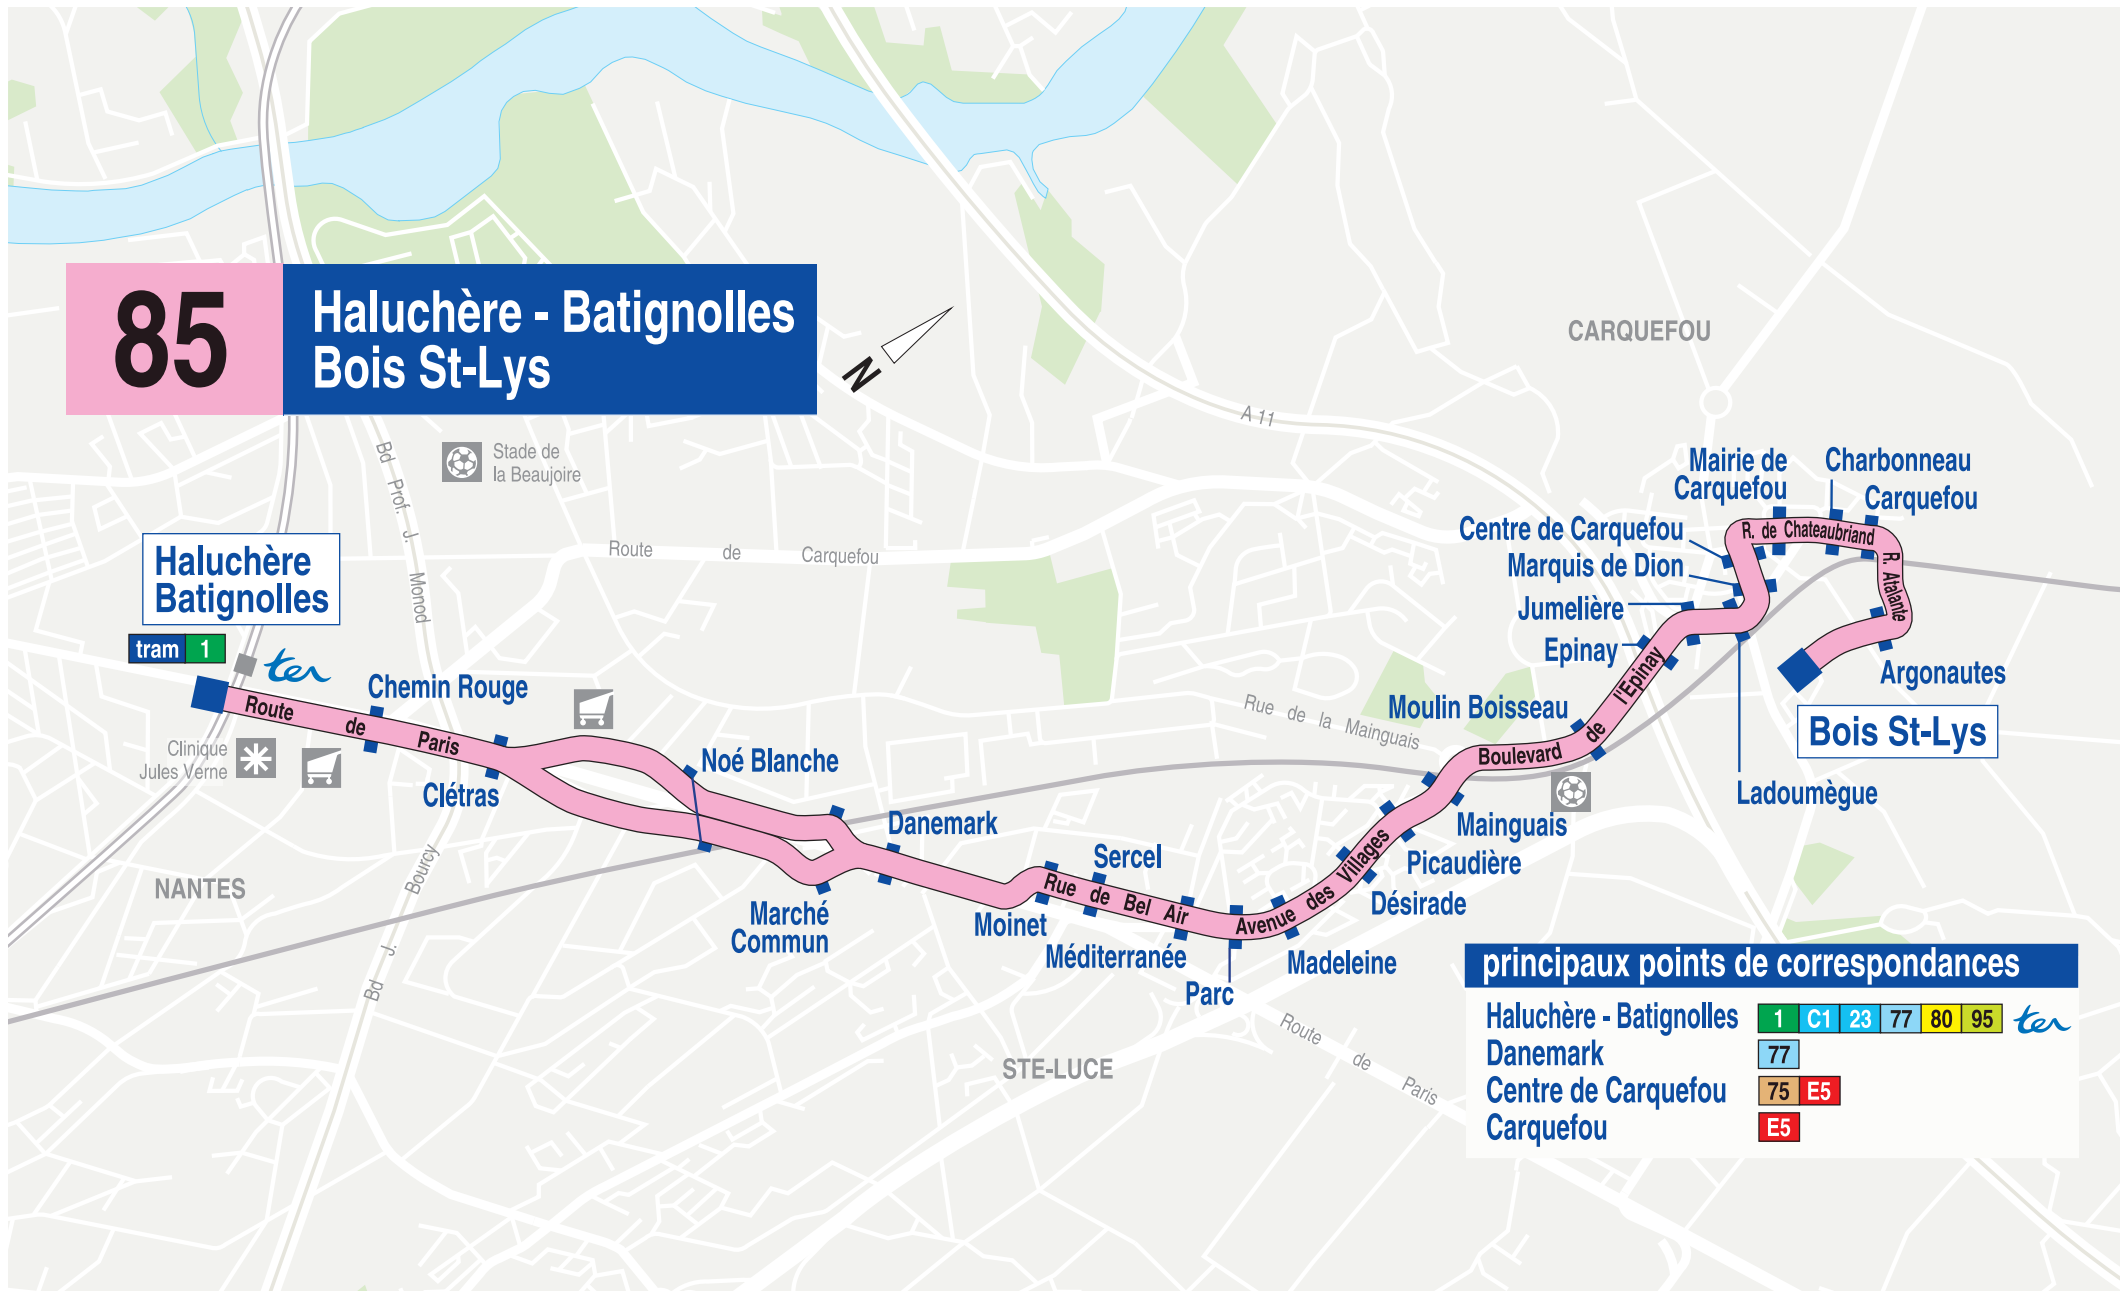 85
Haluchère - Batignolles
Bois St-Lys
N
CARQUEFOU
A 11
Bd Prof. J. Monod
Stade de
la Beaujoire
Mairie de
Carquefou
Charbonneau
Carquefou
Centre de Carquefou
R. de Chateaubriand
Marquis de Dion
R. Atalante
Route de Carquefou
Haluchère
Batignolles
Jumelière
tram 1
ter
Epinay
Argonautes
Chemin Rouge
Rue de la Mainguais
Moulin Boisseau
Boulevard de l'Epinay
Bois St-Lys
Route de Paris
Clinique
Jules Verne
Noé Blanche
Clétras
Ladoumègue
Danemark
Mainguais
Sercel
Picaudière
NANTES
Bd J. Bourcy
Rue de Bel Air
Avenue des Villages
Désirade
Marché
Commun
Moinet
Méditerranée
Madeleine
Parc
Route de Paris
STE-LUCE
principaux points de correspondances
Haluchère - Batignolles 1 C1 23 77 80 95 ter
Danemark 77
Centre de Carquefou 75 E5
Carquefou E5